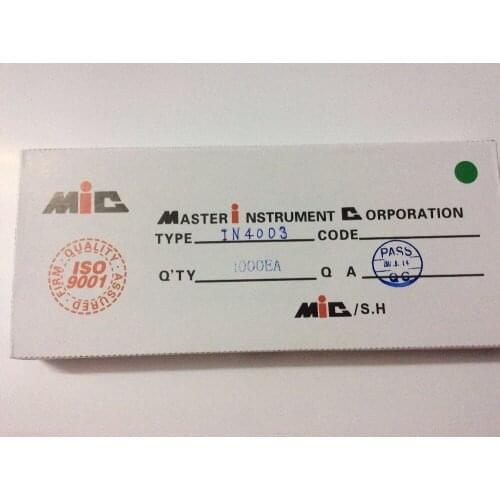 MiC
MASTER iNSTRUMENT CORPORATION
TYPE IN4003 CODE
Q'TY 1000EA Q A
PASS
QC
FIRM · QUALITY · ASSURED
ISO
9001
MiC/S.H